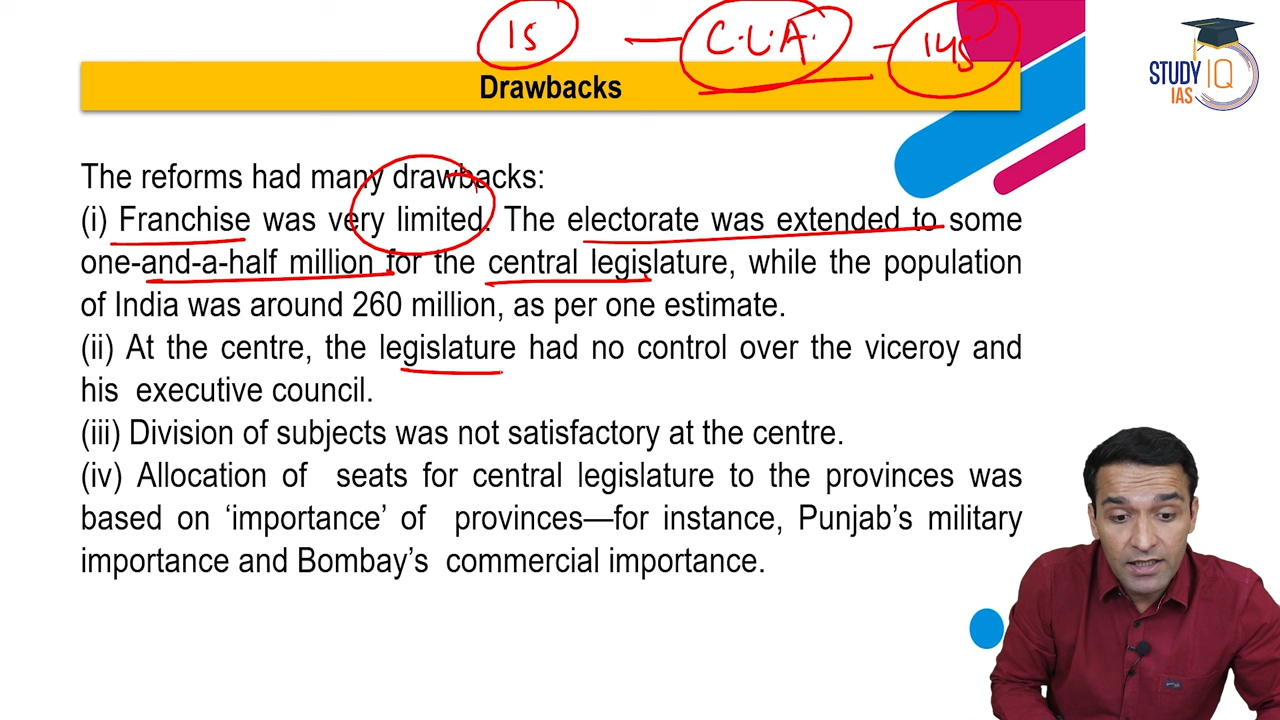 15 — C.L.A. — 145
STUDY IQ
IAS
Drawbacks
The reforms had many drawbacks:
(i) Franchise was very limited. The electorate was extended to some
one-and-a-half million for the central legislature, while the population
of India was around 260 million, as per one estimate.
(ii) At the centre, the legislature had no control over the viceroy and
his executive council.
(iii) Division of subjects was not satisfactory at the centre.
(iv) Allocation of seats for central legislature to the provinces was
based on ‘importance’ of provinces—for instance, Punjab’s military
importance and Bombay’s commercial importance.